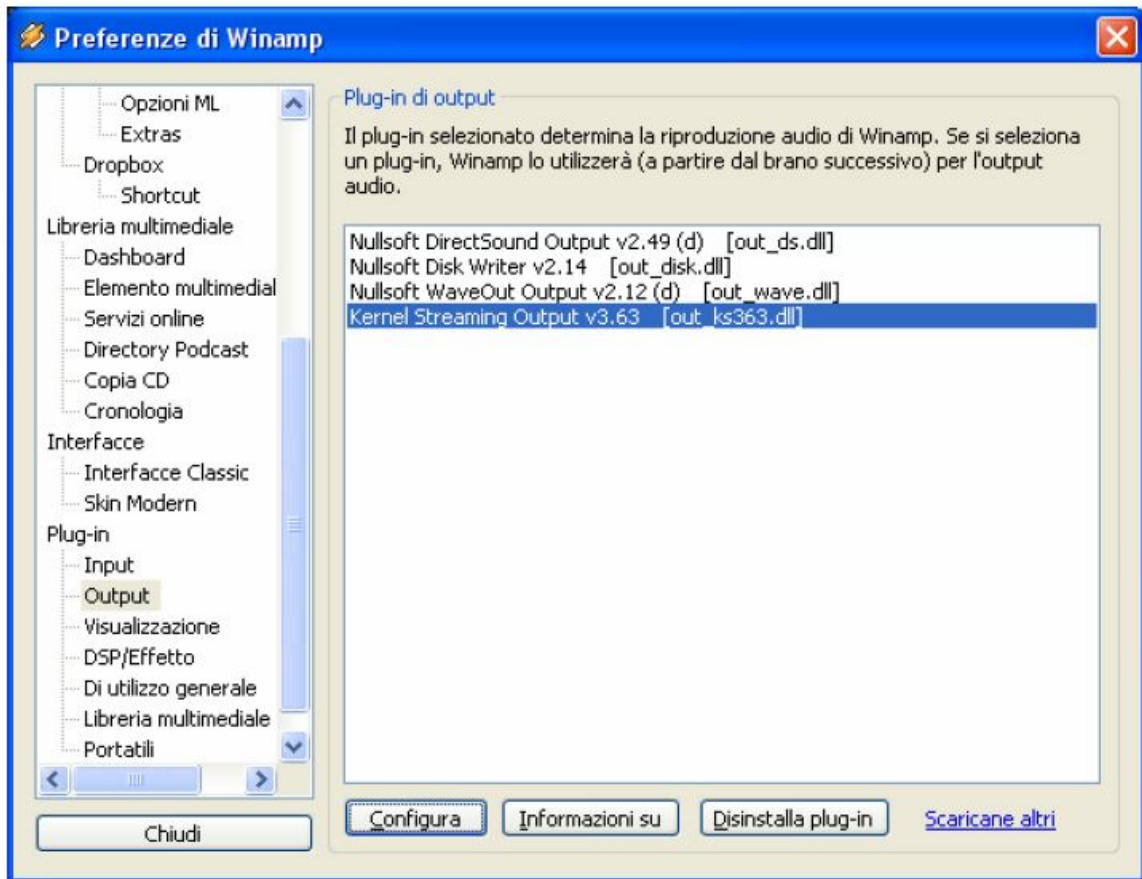 Preferenze di Winamp
Opzioni ML
Extras
Dropbox
Shortcut
Libreria multimediale
Dashboard
Elemento multimedial
Servizi online
Directory Podcast
Copia CD
Cronologia
Interfacce
Interfacce Classic
Skin Modern
Plug-in
Input
Output
Visualizzazione
DSP/Effetto
Di utilizzo generale
Libreria multimediale
Portatili
Chiudi
Plug-in di output
Il plug-in selezionato determina la riproduzione audio di Winamp. Se si seleziona
un plug-in, Winamp lo utilizzerà (a partire dal brano successivo) per l'output
audio.
Nullsoft DirectSound Output v2.49 (d) [out_ds.dll]
Nullsoft Disk Writer v2.14 [out_disk.dll]
Nullsoft WaveOut Output v2.12 (d) [out_wave.dll]
Kernel Streaming Output v3.63 [out_ks363.dll]
Configura
Informazioni su
Disinstalla plug-in
Scaricane altri